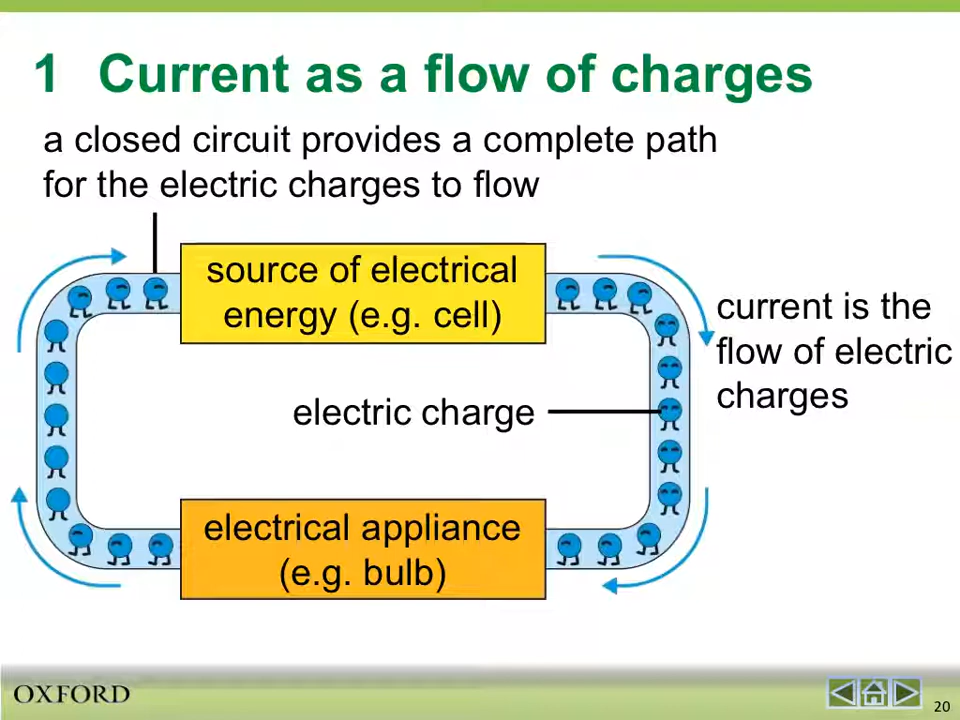 1 Current as a flow of charges
a closed circuit provides a complete path
for the electric charges to flow
source of electrical
energy (e.g. cell)
current is the
flow of electric
charges
electric charge
electrical appliance
(e.g. bulb)
OXFORD
20